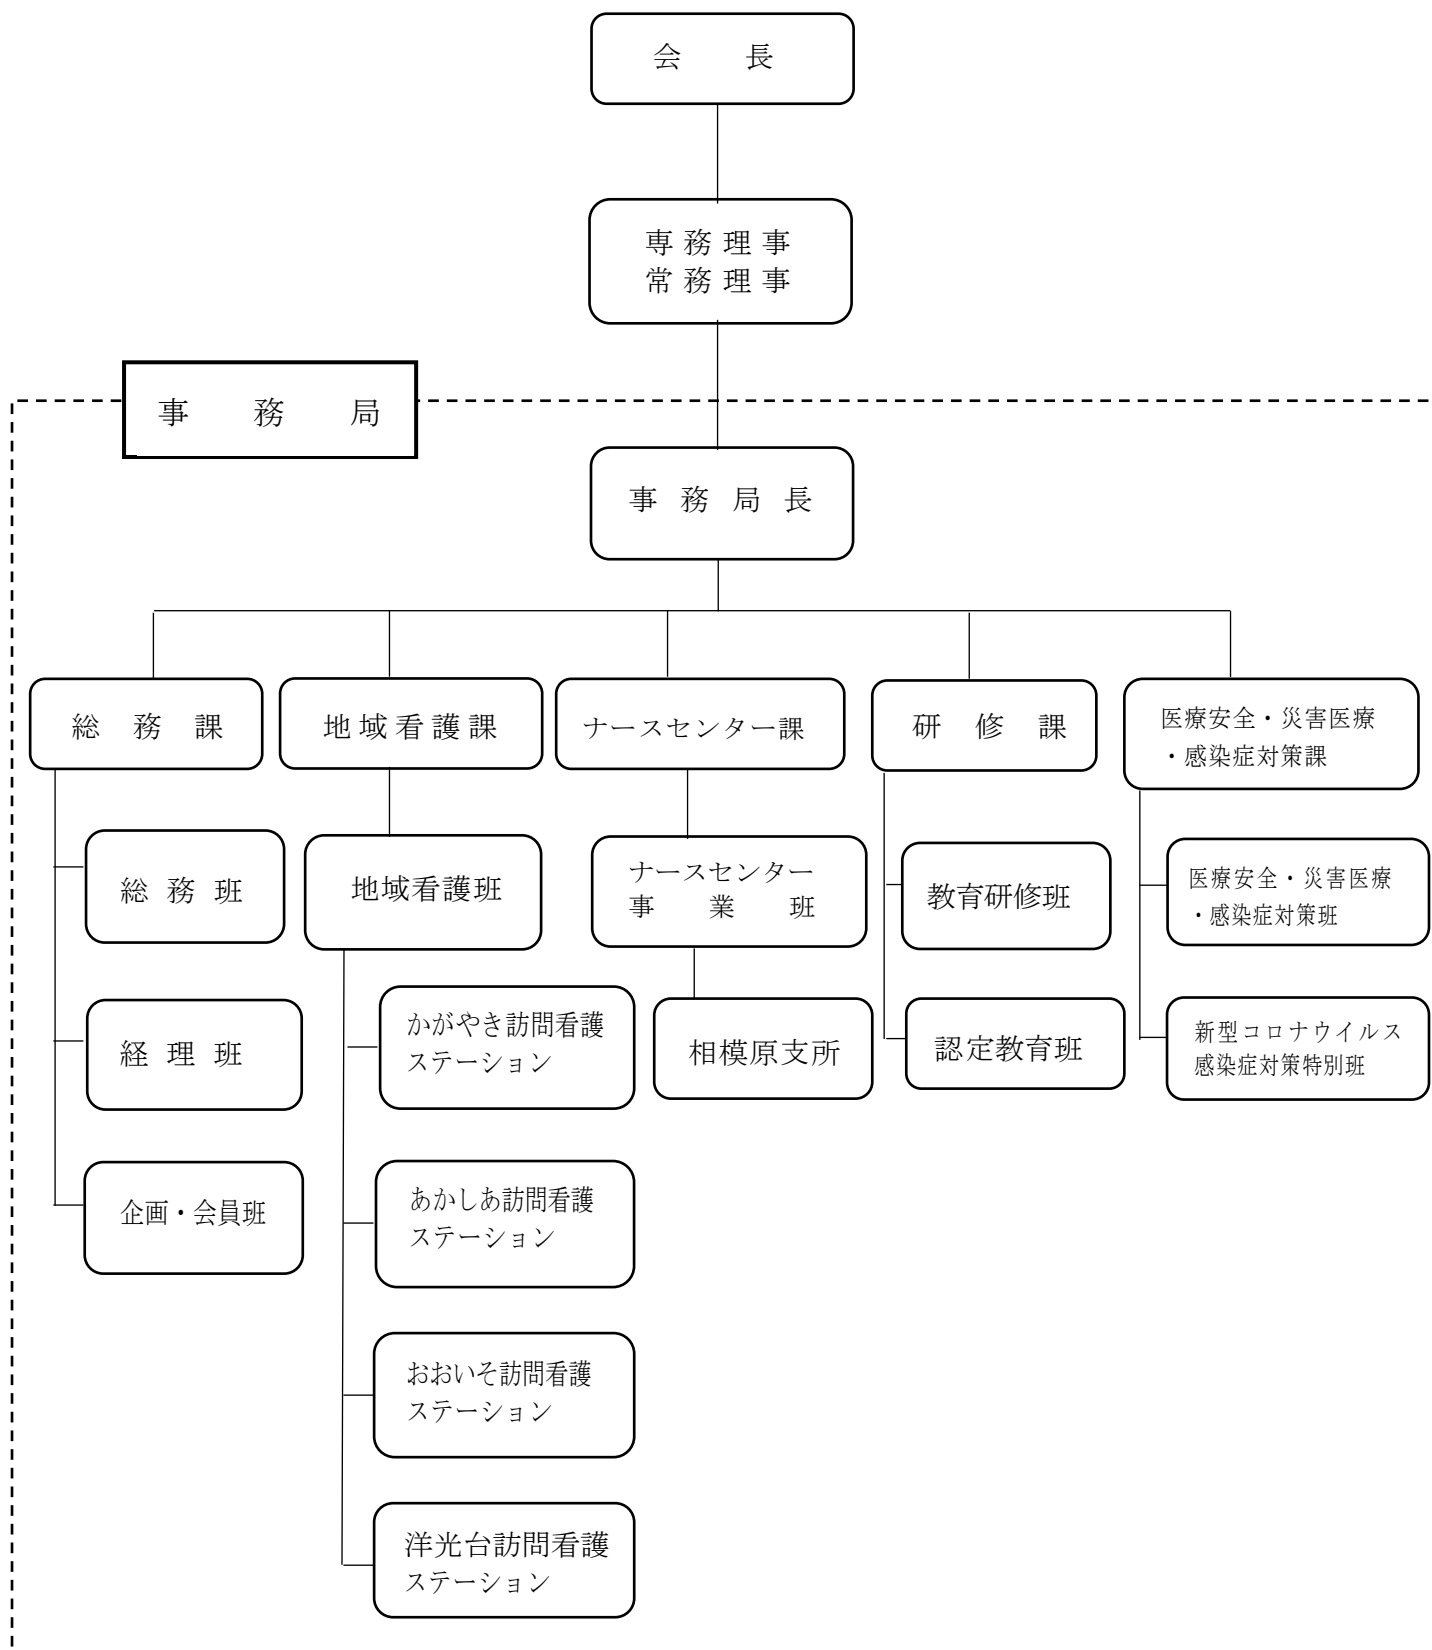 会長
専務理事
常務理事
事務局
事務局長
総務課
地域看護課
ナースセンター課
研修課
医療安全・災害医療
・感染症対策課
総務班
経理班
企画・会員班
地域看護班
かがやき訪問看護
ステーション
あかしあ訪問看護
ステーション
おおいそ訪問看護
ステーション
洋光台訪問看護
ステーション
ナースセンター
事業班
相模原支所
教育研修班
認定教育班
医療安全・災害医療
・感染症対策班
新型コロナウイルス
感染症対策特別班